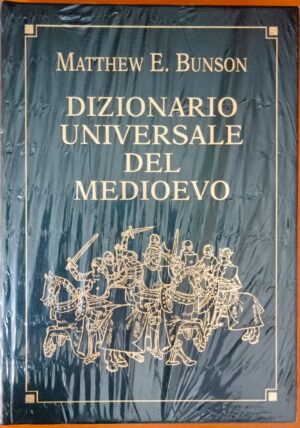 MATTHEW E. BUNSON
DIZIONARIO
UNIVERSALE
DEL
MEDIOEVO